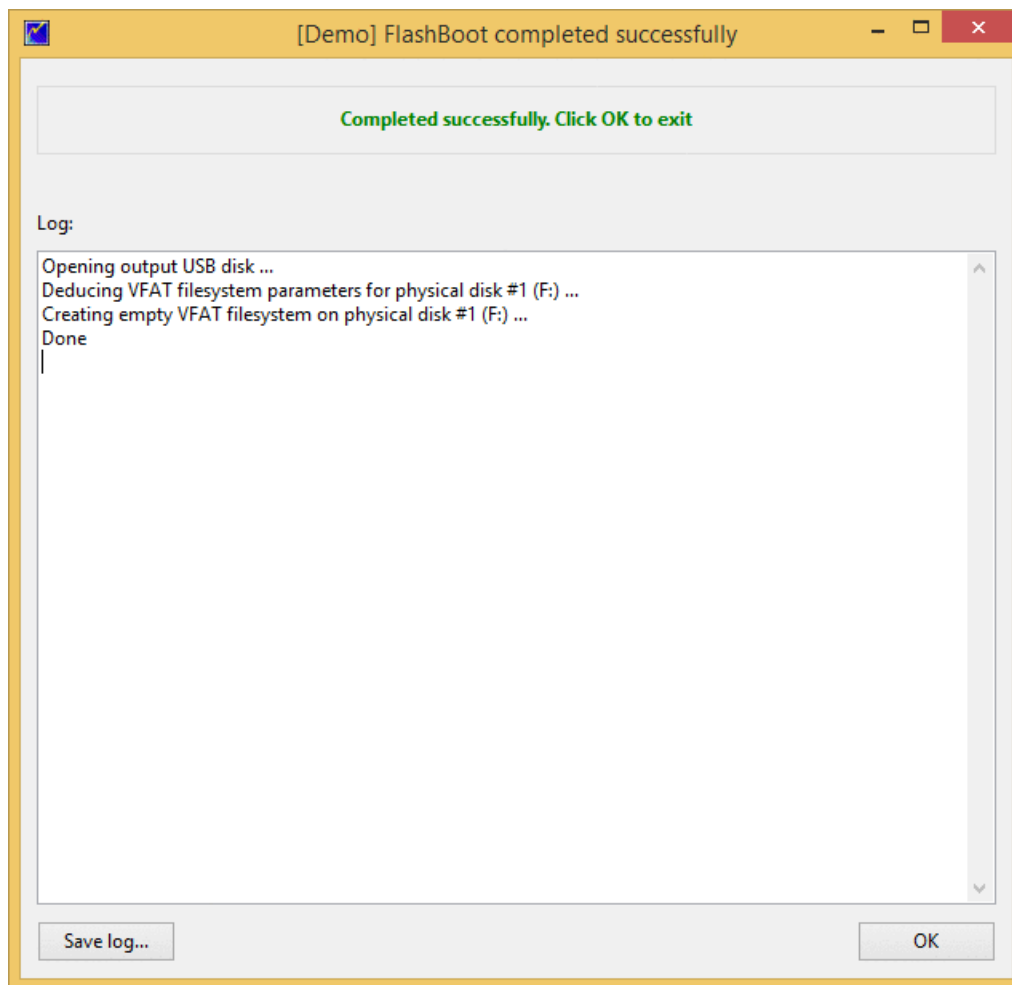 [Demo] FlashBoot completed successfully
Completed successfully. Click OK to exit
Log:
Opening output USB disk ...
Deducing VFAT filesystem parameters for physical disk #1 (F:) ...
Creating empty VFAT filesystem on physical disk #1 (F:) ...
Done
Save log...
OK